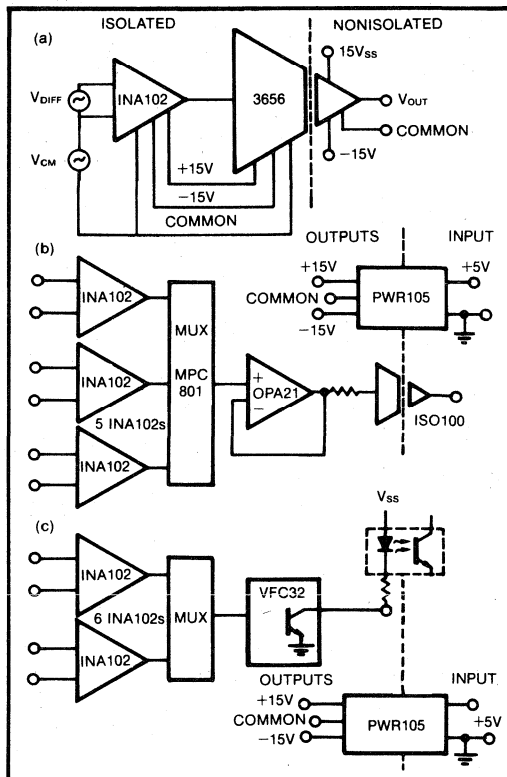 (a)
ISOLATED
NONISOLATED
15VSS
VDIFF
INA102
3656
VOUT
VCM
COMMON
+15V
−15V
−15V
COMMON
(b)
OUTPUTS
INPUT
+15V
+5V
COMMON
PWR105
−15V
INA102
MUX
MPC
801
INA102
+
OPA21
−
5 INA102s
ISO100
INA102
(c)
VSS
INA102
VFC32
6 INA102s
MUX
INA102
OUTPUTS
INPUT
+15V
COMMON
PWR105
+5V
−15V